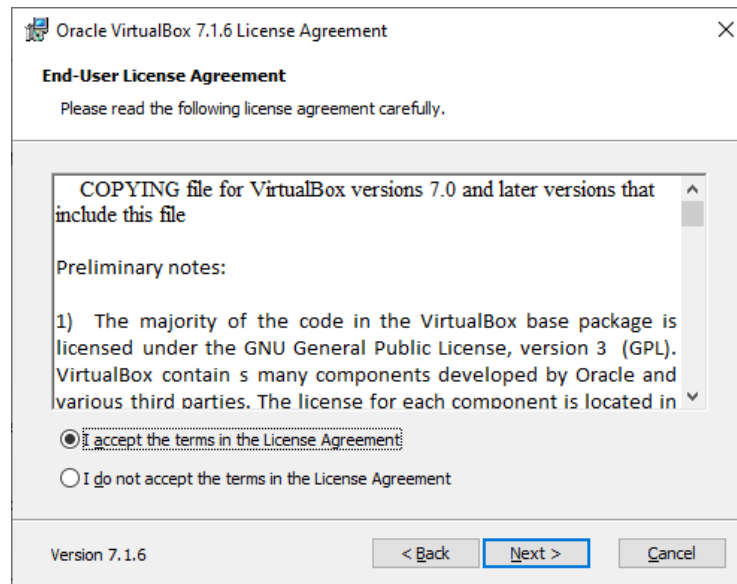 Oracle VirtualBox 7.1.6 License Agreement
End-User License Agreement
Please read the following license agreement carefully.
COPYING file for VirtualBox versions 7.0 and later versions that
include this file
Preliminary notes:
1) The majority of the code in the VirtualBox base package is
licensed under the GNU General Public License, version 3 (GPL).
VirtualBox contain s many components developed by Oracle and
various third parties. The license for each component is located in
I accept the terms in the License Agreement
I do not accept the terms in the License Agreement
Version 7.1.6
< Back
Next >
Cancel